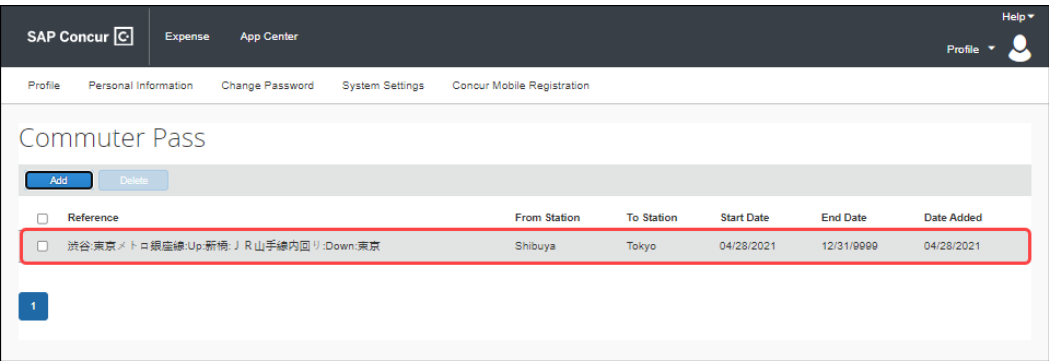 Help
SAP Concur C Expense App Center
Profile
Profile Personal Information Change Password System Settings Concur Mobile Registration
Commuter Pass
Add Delete
Reference From Station To Station Start Date End Date Date Added
渋谷:東京メトロ銀座線:Up:新橋:ＪＲ山手線内回り:Down:東京 Shibuya Tokyo 04/28/2021 12/31/9999 04/28/2021
1